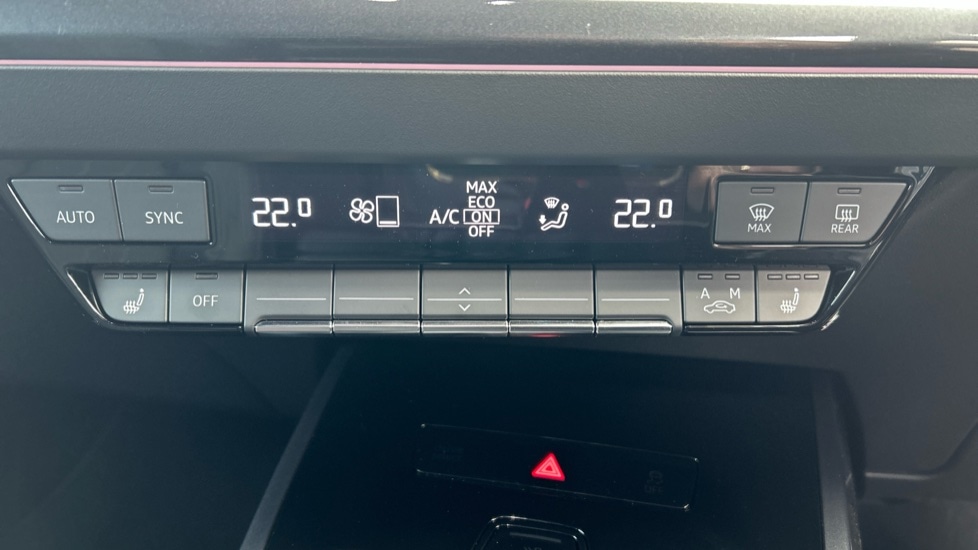 AUTO
SYNC
22.0
A/C
MAX
ECO
ON
OFF
22.0
MAX
REAR
OFF
A M